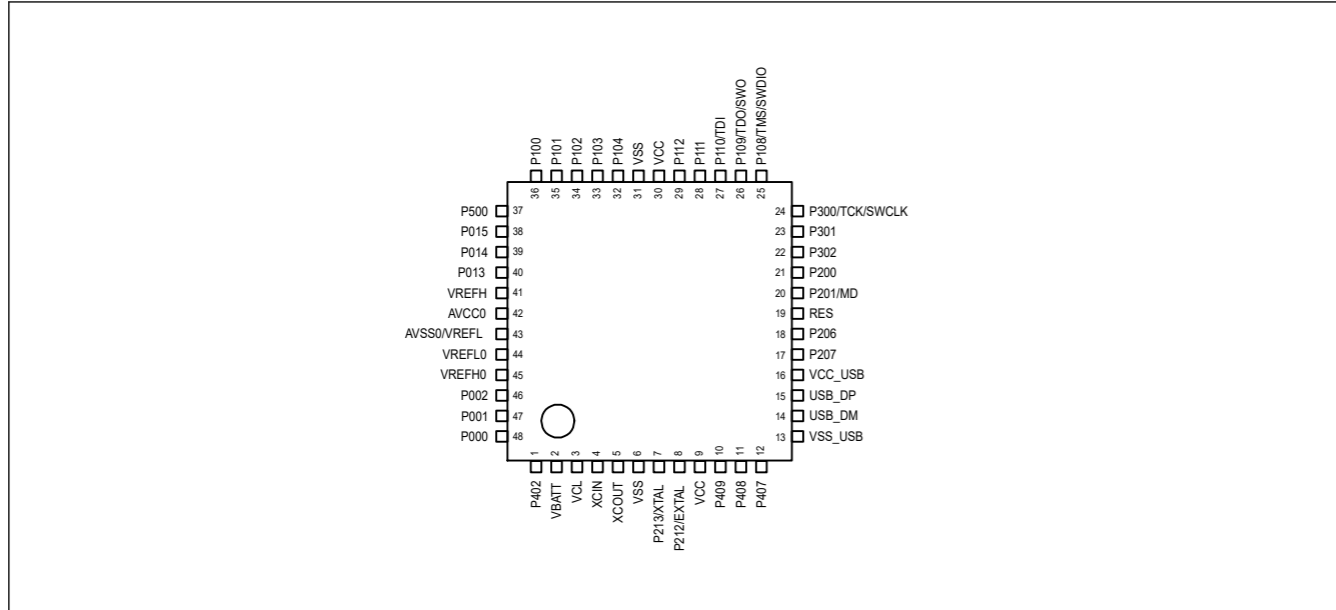 P100
P101
P102
P103
P104
VSS
VCC
P112
P111
P110/TDI
P109/TDO/SWO
P108/TMS/SWDIO
36
35
34
33
32
31
30
29
28
27
26
25
P500 37
P015 38
P014 39
P013 40
VREFH 41
AVCC0 42
AVSS0/VREFL 43
VREFL0 44
VREFH0 45
P002 46
P001 47
P000 48
24 P300/TCK/SWCLK
23 P301
22 P302
21 P200
20 P201/MD
19 RES
18 P206
17 P207
16 VCC_USB
15 USB_DP
14 USB_DM
13 VSS_USB
1
2
3
4
5
6
7
8
9
10
11
12
P402
VBATT
VCL
XCIN
XCOUT
VSS
P213/XTAL
P212/EXTAL
VCC
P409
P408
P407